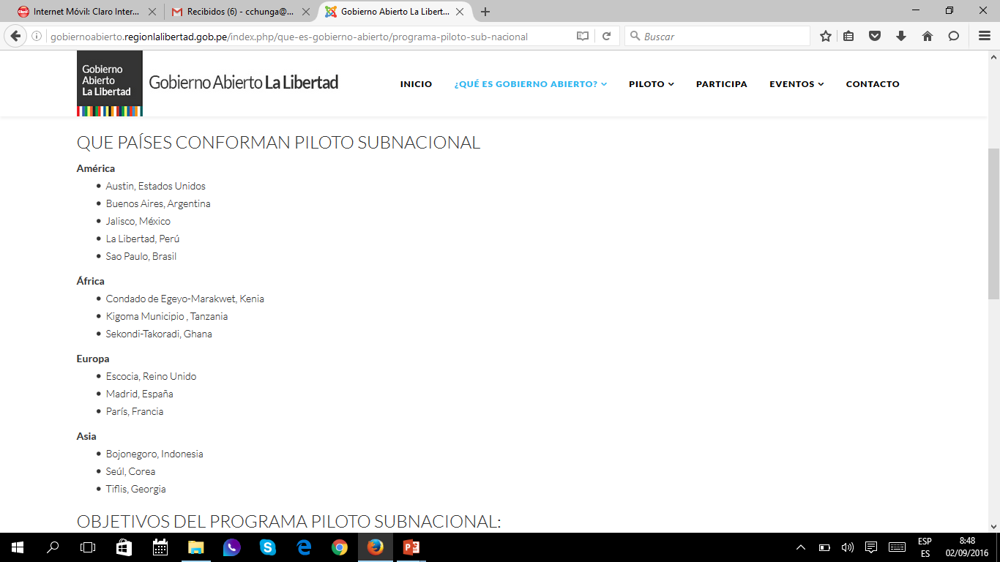 Internet Móvil: Claro Inter...
Recibidos (6) - cchunga@...
Gobierno Abierto La Libert...
gobiernoabierto.regionlalibertad.gob.pe/index.php/que-es-gobierno-abierto/programa-piloto-sub-nacional
Buscar
Gobierno
Abierto
La Libertad
Gobierno Abierto La Libertad
INICIO
¿QUÉ ES GOBIERNO ABIERTO?
PILOTO
PARTICIPA
EVENTOS
CONTACTO
QUE PAÍSES CONFORMAN PILOTO SUBNACIONAL
América
Austin, Estados Unidos
Buenos Aires, Argentina
Jalisco, México
La Libertad, Perú
Sao Paulo, Brasil
África
Condado de Egeyo-Marakwet, Kenia
Kigoma Municipio , Tanzania
Sekondi-Takoradi, Ghana
Europa
Escocia, Reino Unido
Madrid, España
París, Francia
Asia
Bojonegoro, Indonesia
Seúl, Corea
Tiflis, Georgia
OBJETIVOS DEL PROGRAMA PILOTO SUBNACIONAL:
ESP
ES
8:48
02/09/2016